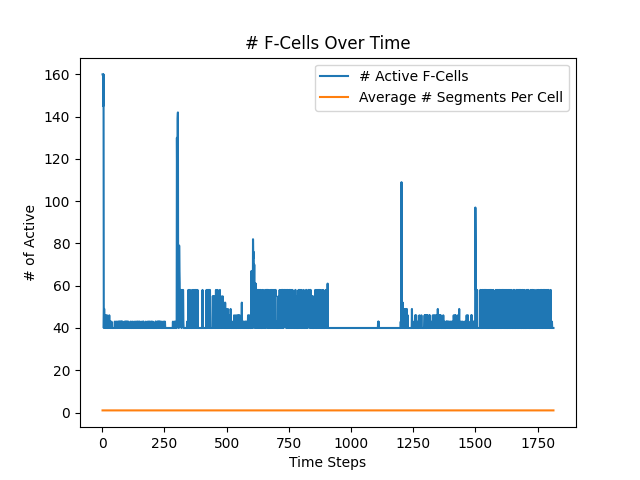 # F-Cells Over Time
# Active F-Cells
Average # Segments Per Cell
# of Active
160
140
120
100
80
60
40
20
0
0 250 500 750 1000 1250 1500 1750
Time Steps